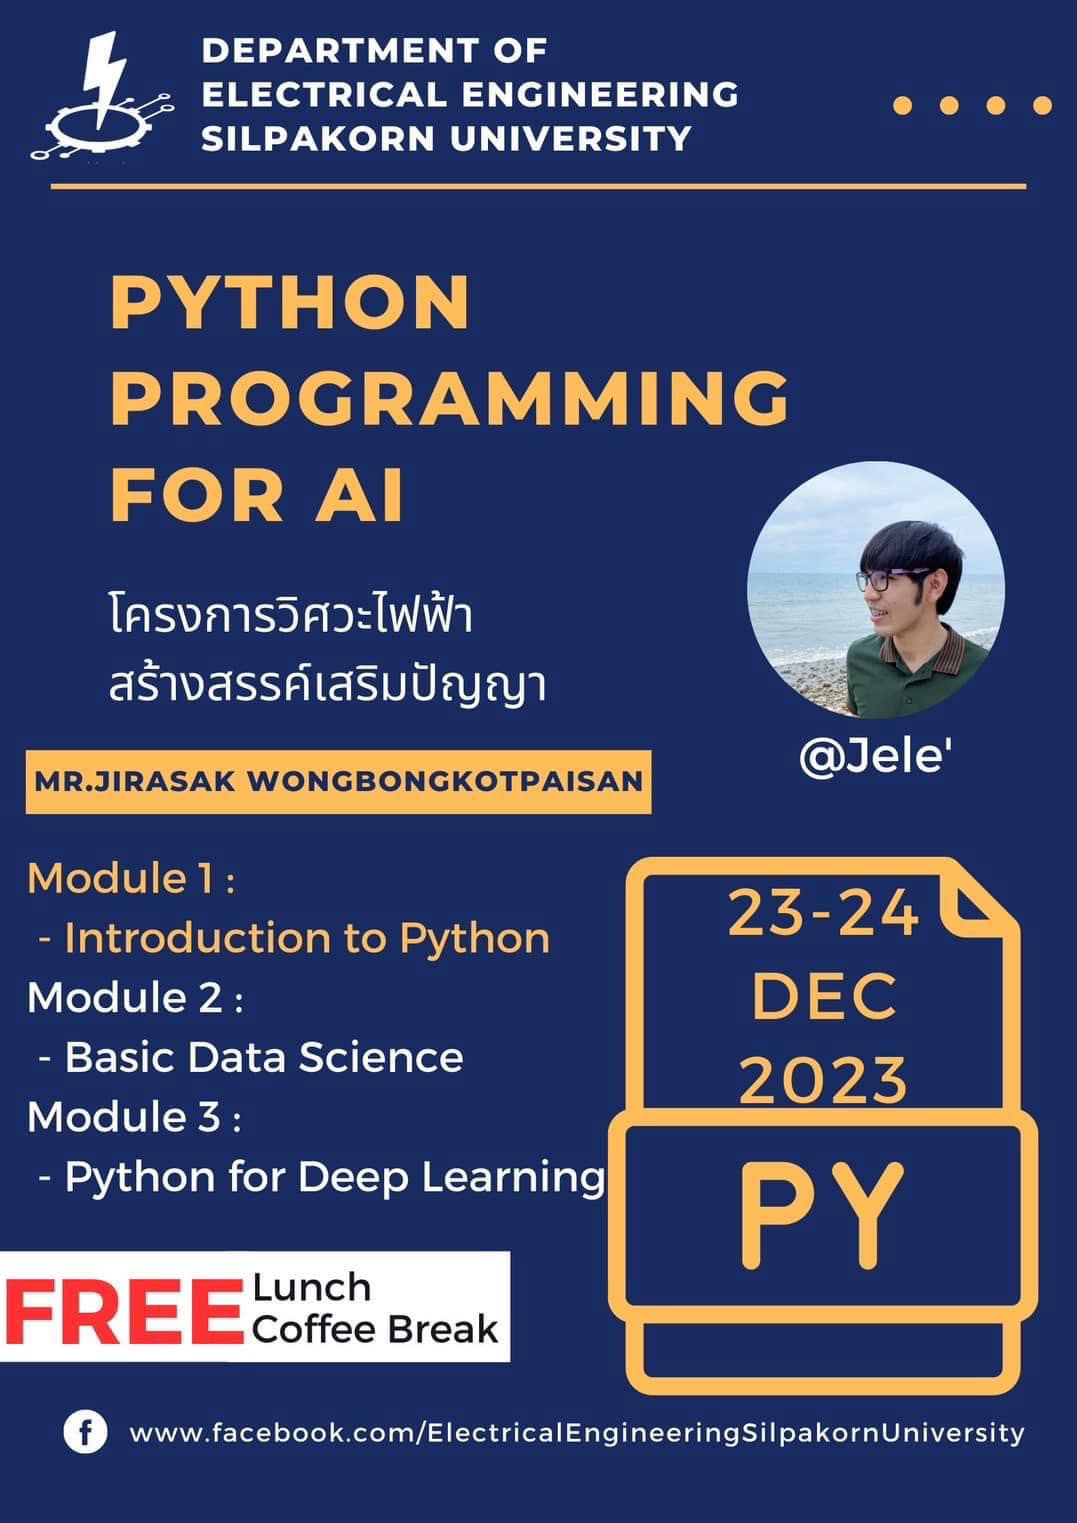 DEPARTMENT OF
ELECTRICAL ENGINEERING
SILPAKORN UNIVERSITY
PYTHON
PROGRAMMING
FOR AI
โครงการวิศวะไฟฟ้า
สร้างสรรค์เสริมปัญญา
@Jele'
MR.JIRASAK WONGBONGKOTPAISAN
Module 1 :
- Introduction to Python
Module 2 :
- Basic Data Science
Module 3 :
- Python for Deep Learning
23-24
DEC
2023
PY
FREE
Lunch
Coffee Break
f
www.facebook.com/ElectricalEngineeringSilpakornUniversity